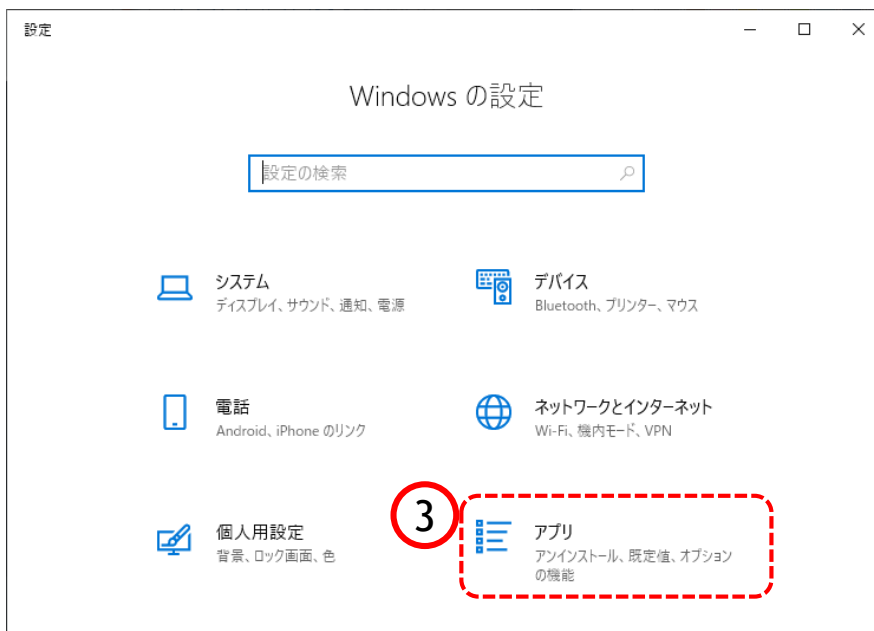 設定
Windows の設定
設定の検索
システム
ディスプレイ、サウンド、通知、電源
デバイス
Bluetooth、プリンター、マウス
電話
Android、iPhone のリンク
ネットワークとインターネット
Wi-Fi、機内モード、VPN
個人用設定
背景、ロック画面、色
3
アプリ
アンインストール、既定値、オプション
の機能